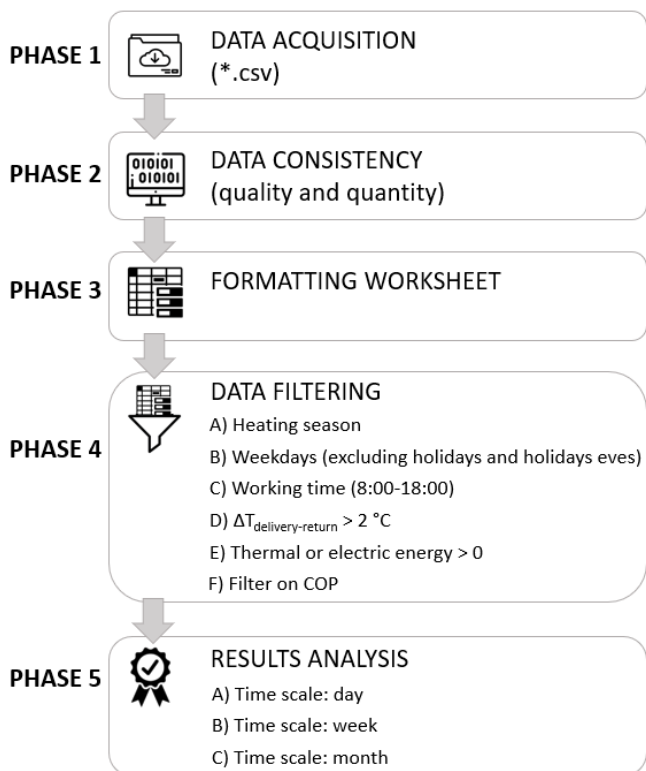 PHASE 1
DATA ACQUISITION
(*.csv)
PHASE 2
010101
010101
DATA CONSISTENCY
(quality and quantity)
PHASE 3
FORMATTING WORKSHEET
PHASE 4
DATA FILTERING
A) Heating season
B) Weekdays (excluding holidays and holidays eves)
C) Working time (8:00-18:00)
D) ΔTdelivery-return > 2 °C
E) Thermal or electric energy > 0
F) Filter on COP
PHASE 5
RESULTS ANALYSIS
A) Time scale: day
B) Time scale: week
C) Time scale: month